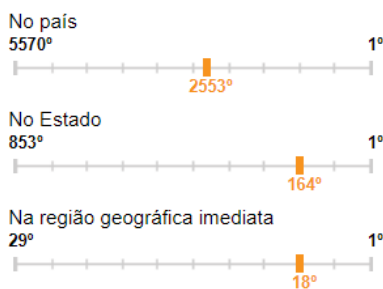 No país
5570º 1º
2553º
No Estado
853º 1º
164º
Na região geográfica imediata
29º 1º
18º